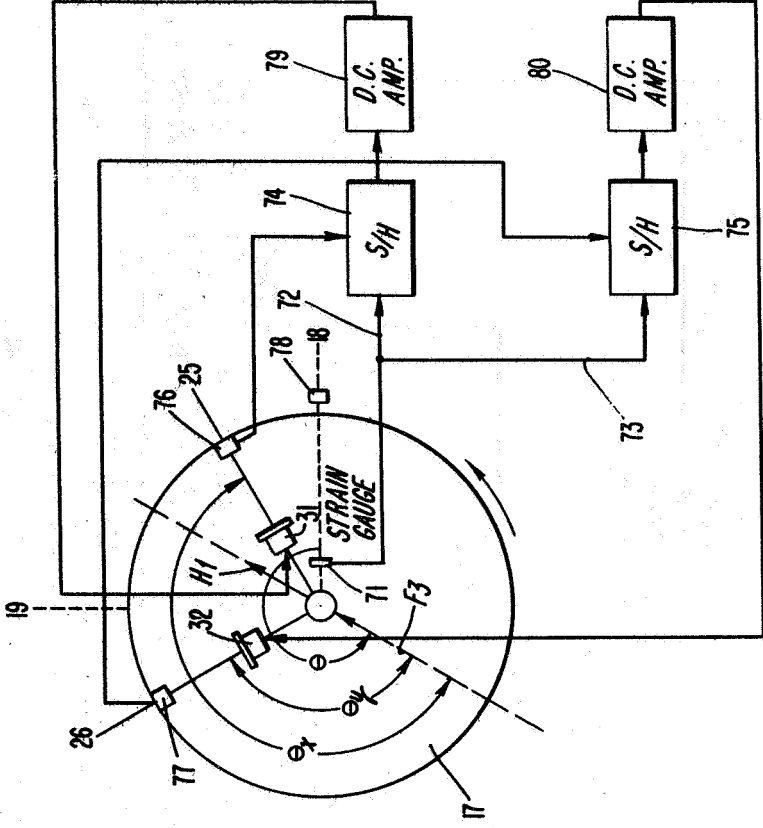 79
D.C.
AMP.
80
D.C.
AMP.
74
S/H
S/H
75
72
73
78
18
25
76
STRAIN
GAUGE
31
71
H1
19
32
F3
θ
θy
θx
26
77
17